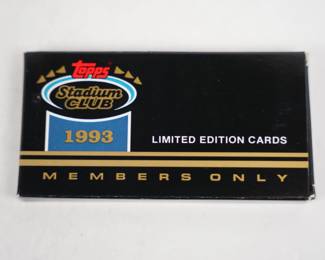 Topps
Stadium
CLUB
1993
LIMITED EDITION CARDS
MEMBERS ONLY